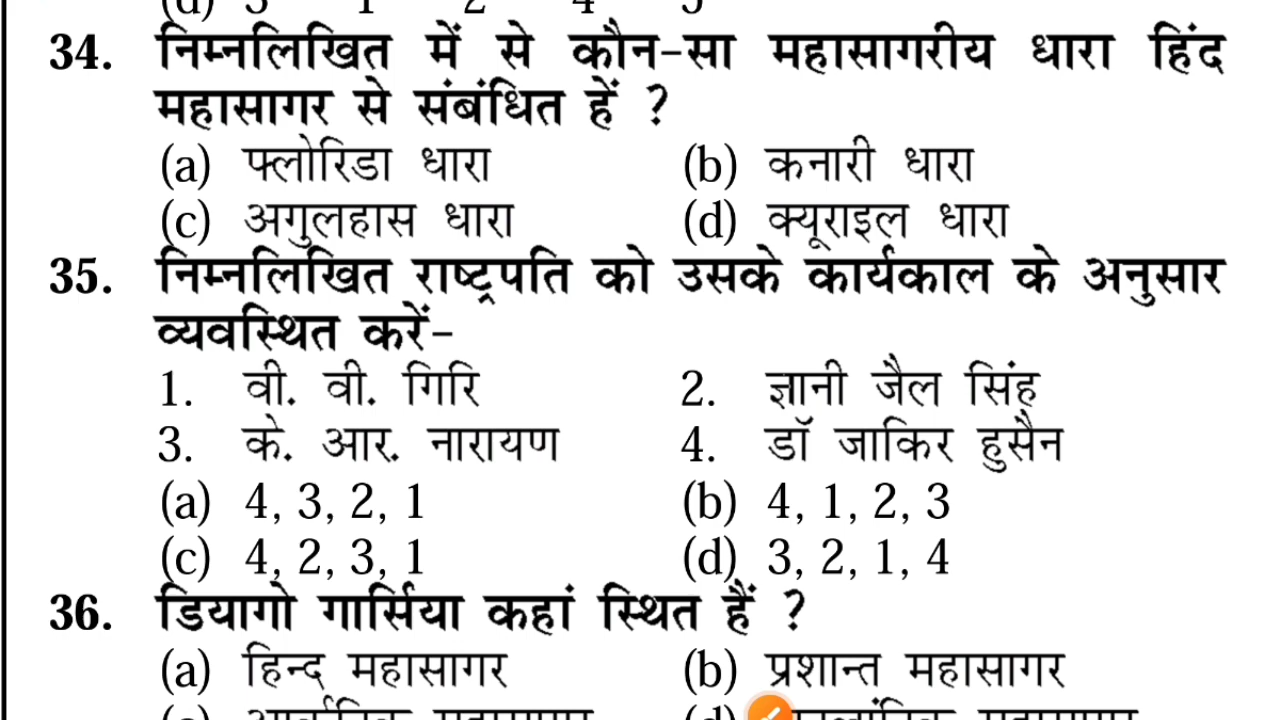 34. निम्नलिखित में से कौन-सा महासागरीय धारा हिंद
महासागर से संबंधित हें ?
(a) फ्लोरिडा धारा (b) कनारी धारा
(c) अगुलहास धारा (d) क्यूराइल धारा
35. निम्नलिखित राष्ट्रपति को उसके कार्यकाल के अनुसार
व्यवस्थित करें-
1. वी. वी. गिरि 2. ज्ञानी जैल सिंह
3. के. आर. नारायण 4. डॉ जाकिर हुसैन
(a) 4, 3, 2, 1 (b) 4, 1, 2, 3
(c) 4, 2, 3, 1 (d) 3, 2, 1, 4
36. डियागो गार्सिया कहां स्थित हैं ?
(a) हिन्द महासागर (b) प्रशान्त महासागर